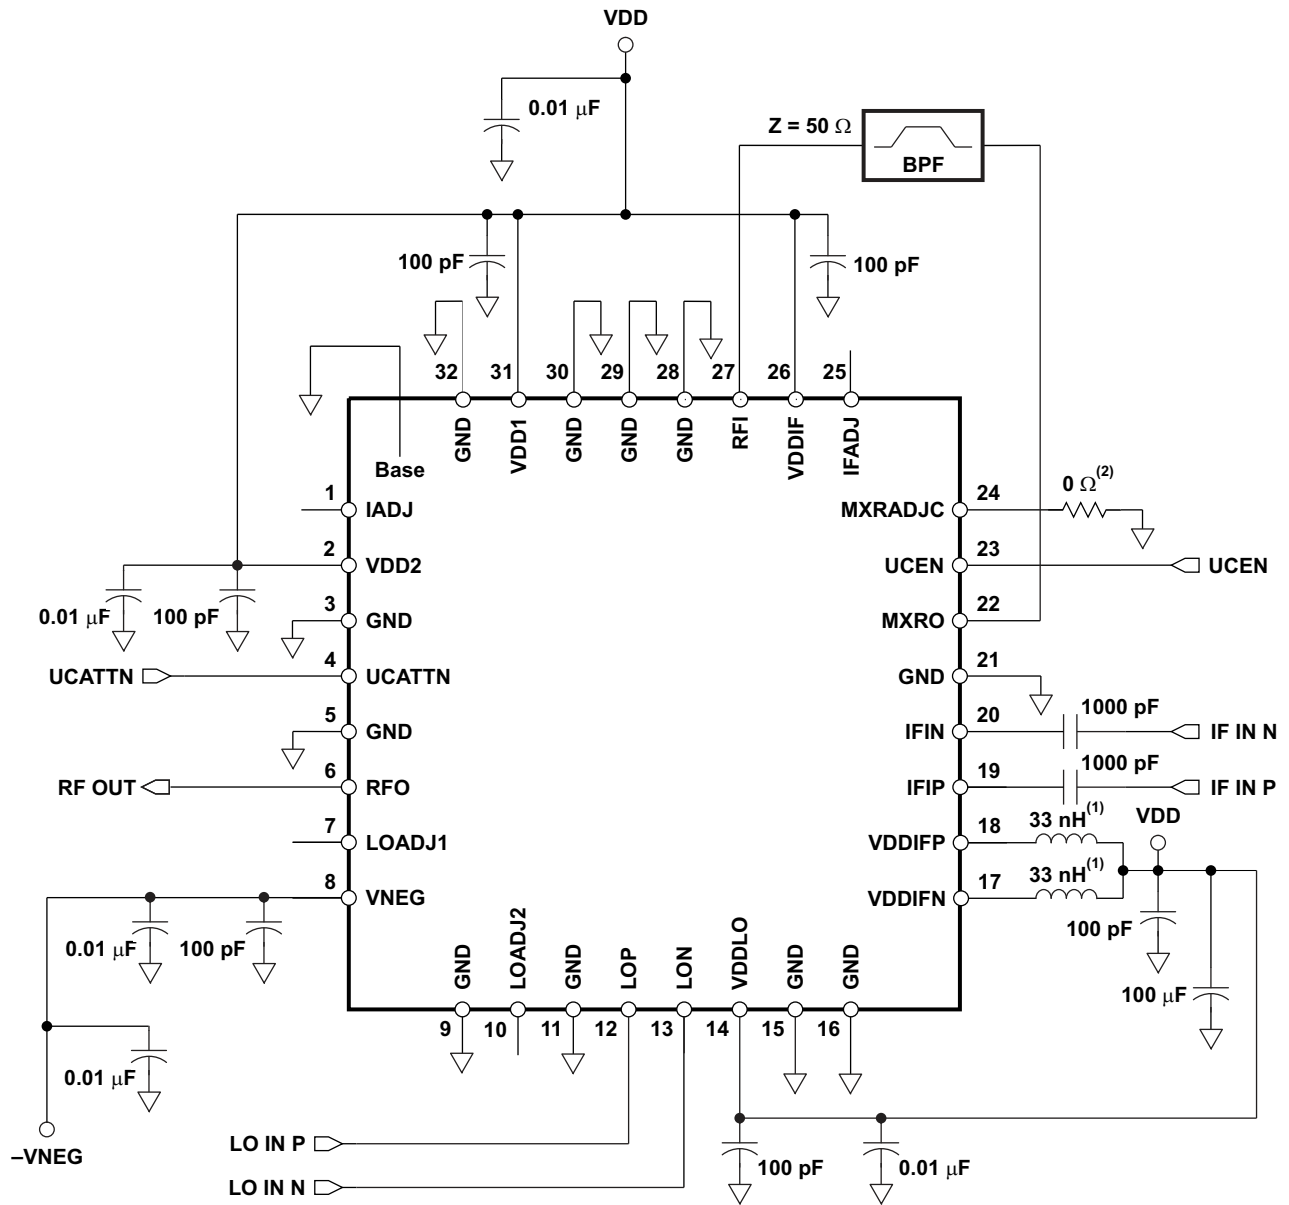 VDD
0.01 μF
Z = 50 Ω
BPF
100 pF
100 pF
32
31
30
29
28
27
26
25
GND
VDD1
GND
GND
GND
RFI
VDDIF
IFADJ
Base
1
IADJ
2
VDD2
0.01 μF
100 pF
3
GND
UCATTN
4
UCATTN
5
GND
RF OUT
6
RFO
7
LOADJ1
8
VNEG
0.01 μF
100 pF
0.01 μF
–VNEG
MXRADJC
24
0 Ω(2)
UCEN
23
UCEN
MXRO
22
GND
21
IFIN
20
1000 pF
IF IN N
IFIP
19
1000 pF
IF IN P
VDDIFP
18
33 nH(1)
VDD
VDDIFN
17
33 nH(1)
100 pF
100 μF
GND
LOADJ2
GND
LOP
LON
VDDLO
GND
GND
9
10
11
12
13
14
15
16
LO IN P
LO IN N
100 pF
0.01 μF